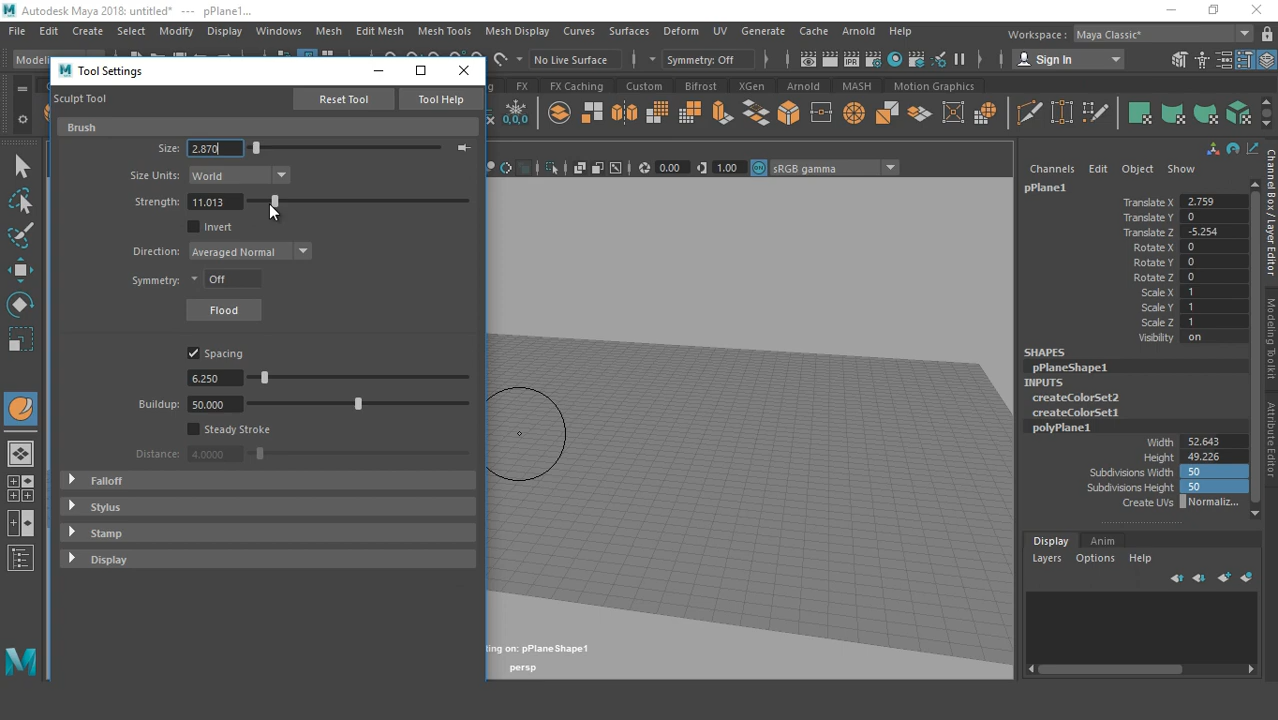 Autodesk Maya 2018: untitled* --- pPlane1...
File Edit Create Select Modify Display Windows Mesh Edit Mesh Mesh Tools Mesh Display Curves Surfaces Deform UV Generate Cache Arnold Help Workspace: Maya Classic*
No Live Surface Symmetry: Off Sign In
Tool Settings
FX FX Caching Custom Bifrost XGen Arnold MASH Motion Graphics
Sculpt Tool Reset Tool Tool Help
0,0,0
Brush
Size: 2.870
0.00 1.00 ON sRGB gamma
Channels Edit Object Show
Size Units: World
pPlane1
Strength: 11.013
Translate X 2.759
Translate Y 0
Invert
Translate Z -5.254
Direction: Averaged Normal
Rotate X 0
Rotate Y 0
Symmetry: Off
Rotate Z 0
Scale X 1
Flood
Scale Y 1
Scale Z 1
Visibility on
Spacing
SHAPES
pPlaneShape1
6.250
INPUTS
createColorSet2
Buildup: 50.000
createColorSet1
Steady Stroke
polyPlane1
Width 52.643
Distance: 4.0000
Height 49.226
Subdivisions Width 50
Falloff
Subdivisions Height 50
Create UVs Normaliz...
Stylus
Stamp
Display
Display Anim
Layers Options Help
ting on: pPlaneShape1
persp
Channel Box / Layer Editor
Modeling Toolkit
Attribute Editor